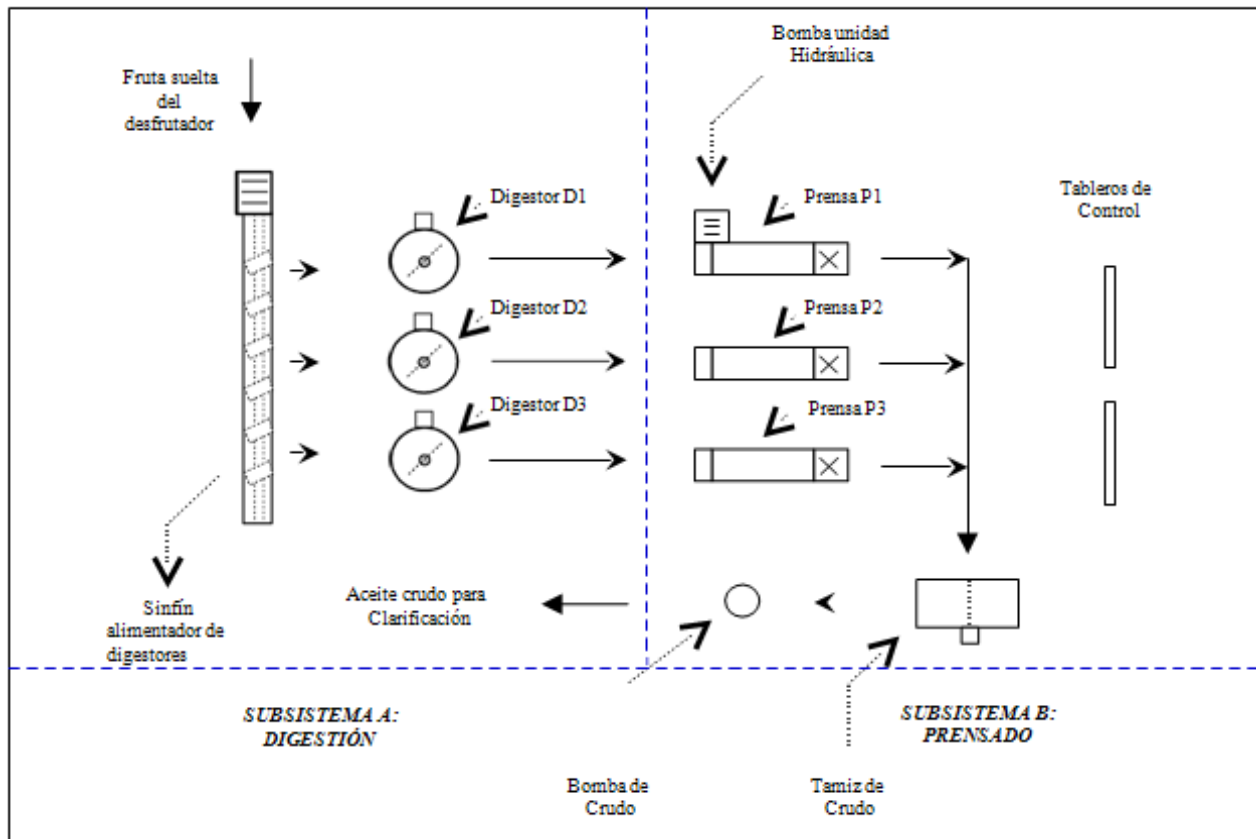 Bomba unidad
Hidráulica
Fruta suelta
del
desfrutador
Digestor D1
Prensa P1
Tableros de
Control
Digestor D2
Prensa P2
Digestor D3
Prensa P3
Aceite crudo para
Clarificación
Sinfín
alimentador de
digestores
SUBSISTEMA A:
DIGESTIÓN
SUBSISTEMA B:
PRENSADO
Bomba de
Crudo
Tamiz de
Crudo